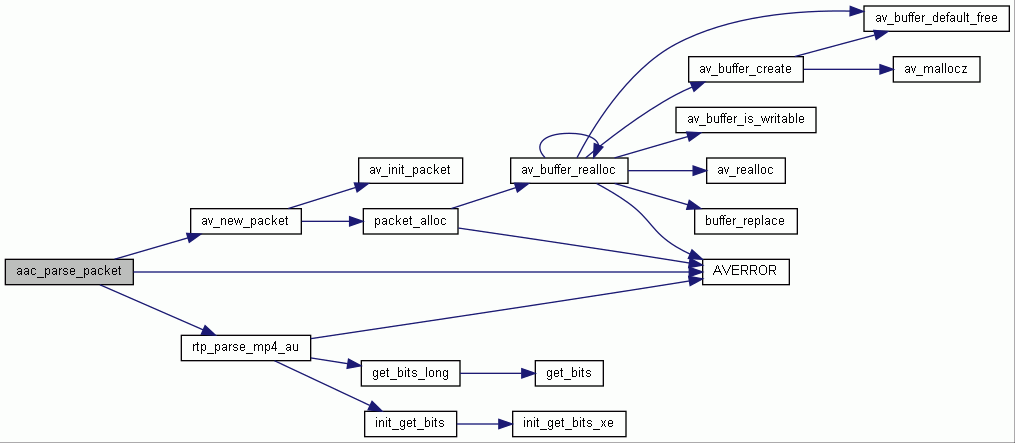 av_buffer_default_free
av_buffer_create
av_mallocz
av_buffer_is_writable
av_init_packet
av_buffer_realloc
av_realloc
av_new_packet
packet_alloc
buffer_replace
aac_parse_packet
AVERROR
rtp_parse_mp4_au
get_bits_long
get_bits
init_get_bits
init_get_bits_xe